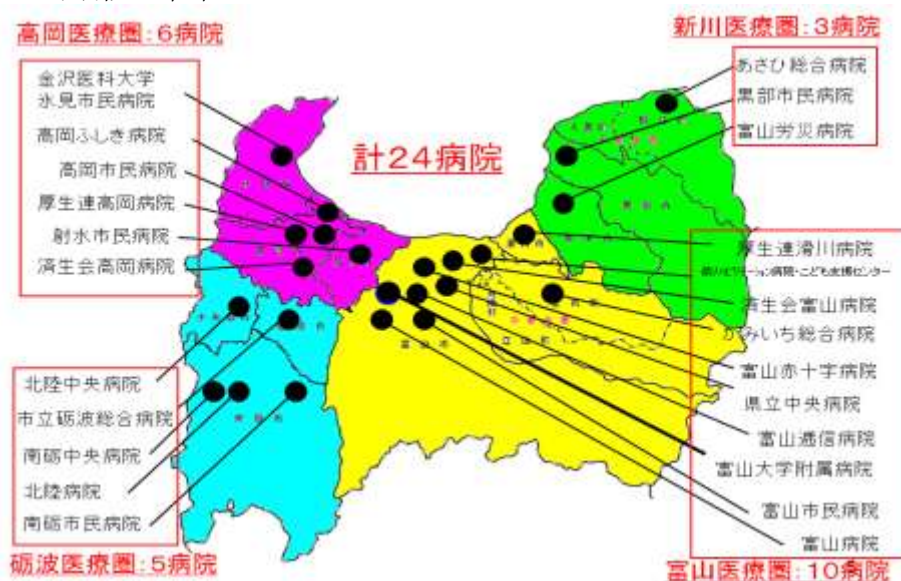 高岡医療圏:6病院
金沢医科大学
氷見市民病院
高岡ふしき病院
高岡市民病院
厚生連高岡病院
射水市民病院
済生会高岡病院
計24病院
新川医療圏:3病院
あさひ総合病院
黒部市民病院
富山労災病院
厚生連滑川病院
済生会富山病院
かみいち総合病院
富山赤十字病院
県立中央病院
富山逓信病院
富山大学附属病院
富山市民病院
富山病院
富山医療圏:10病院
北陸中央病院
市立砺波総合病院
南砺中央病院
北陸病院
南砺市民病院
砺波医療圏:5病院